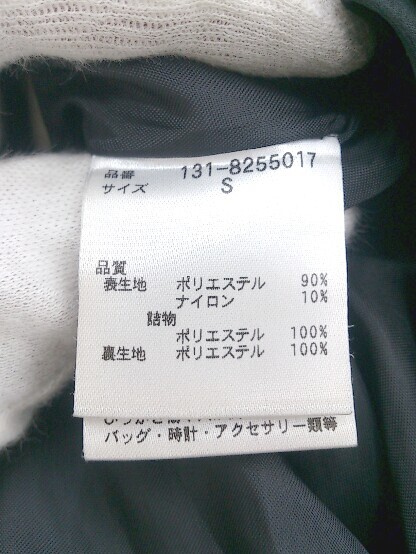 品番 131-8255017
サイズ S
品質
表生地 ポリエステル 90%
ナイロン 10%
詰物
ポリエステル 100%
裏生地 ポリエステル 100%
バッグ・時計・アクセサリー類等